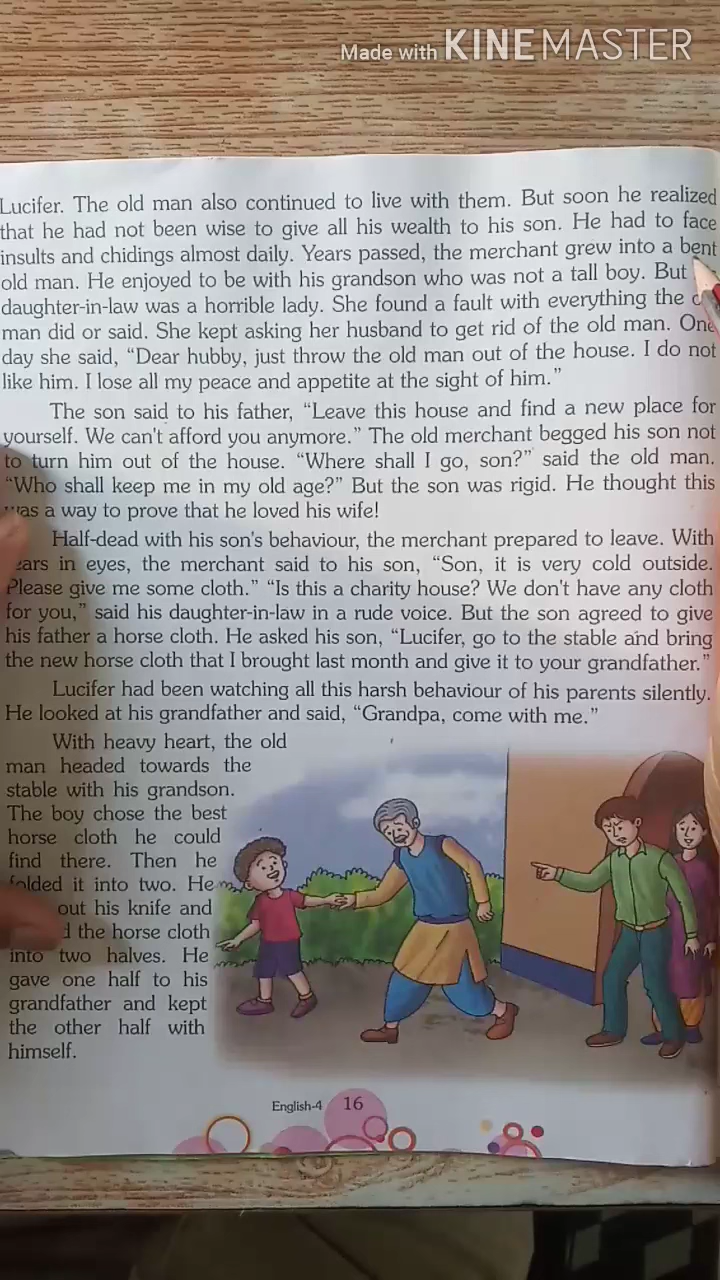 Made with KINEMASTER
Lucifer. The old man also continued to live with them. But soon he realized
that he had not been wise to give all his wealth to his son. He had to face
insults and chidings almost daily. Years passed, the merchant grew into a bent
old man. He enjoyed to be with his grandson who was not a tall boy. But
daughter-in-law was a horrible lady. She found a fault with everything the
man did or said. She kept asking her husband to get rid of the old man. One
day she said, “Dear hubby, just throw the old man out of the house. I do not
like him. I lose all my peace and appetite at the sight of him.”
The son said to his father, “Leave this house and find a new place for
yourself. We can't afford you anymore.” The old merchant begged his son not
to turn him out of the house. “Where shall I go, son?” said the old man.
“Who shall keep me in my old age?” But the son was rigid. He thought this
was a way to prove that he loved his wife!
Half-dead with his son's behaviour, the merchant prepared to leave. With
ears in eyes, the merchant said to his son, “Son, it is very cold outside.
Please give me some cloth.” “Is this a charity house? We don't have any cloth
for you,” said his daughter-in-law in a rude voice. But the son agreed to give
his father a horse cloth. He asked his son, “Lucifer, go to the stable and bring
the new horse cloth that I brought last month and give it to your grandfather.”
Lucifer had been watching all this harsh behaviour of his parents silently.
He looked at his grandfather and said, “Grandpa, come with me.”
With heavy heart, the old
man headed towards the
stable with his grandson.
The boy chose the best
horse cloth he could
find there. Then he
folded it into two. He
out his knife and
the horse cloth
into two halves. He
gave one half to his
grandfather and kept
the other half with
himself.
English-4 16